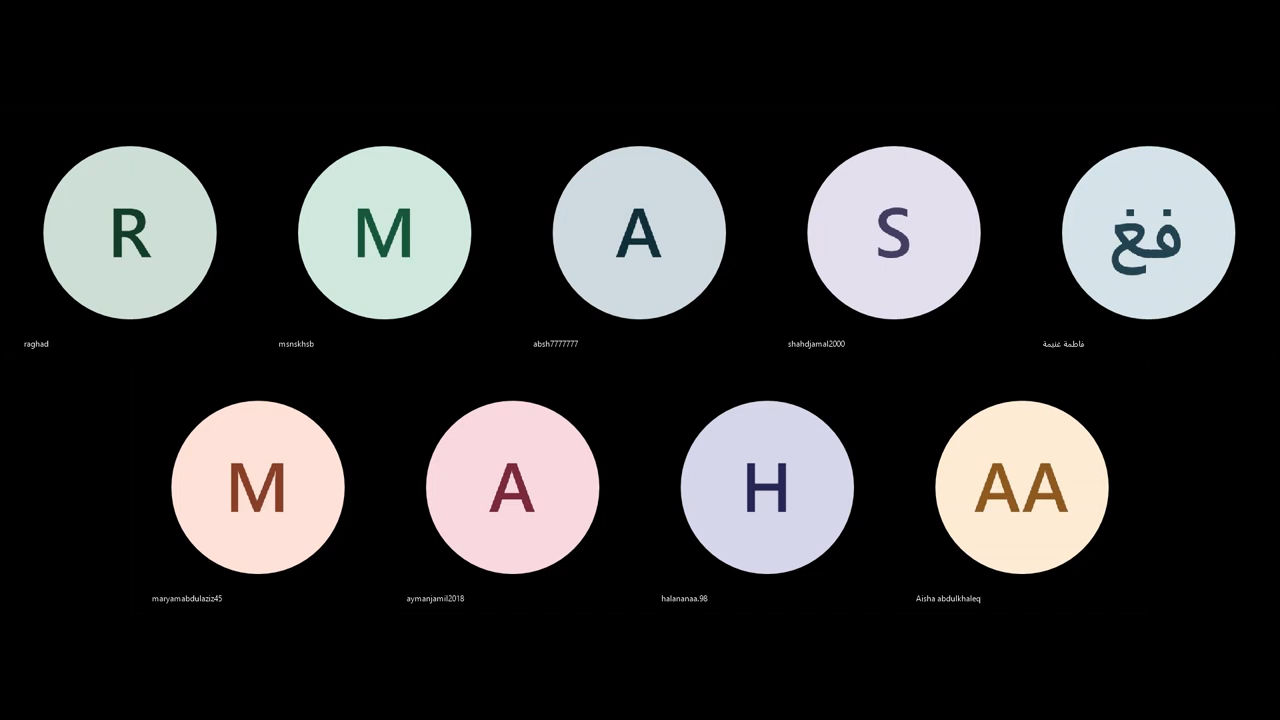 R
M
A
S
فغ
raghad
msnskhsb
absh7777777
shahdjamal2000
فاطمة غنيمة
M
A
H
AA
maryamabdulaziz45
aymanjamil2018
halananaa.98
Aisha abdulkhaleq